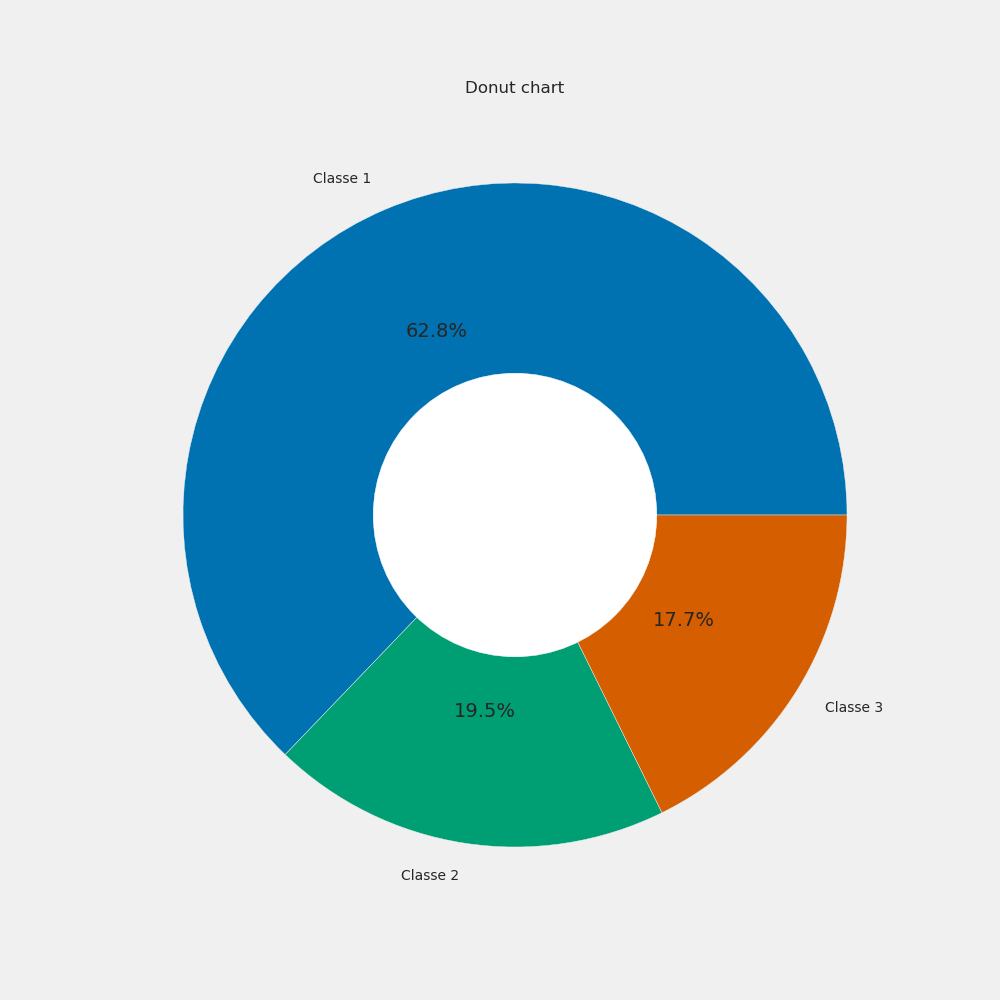 Donut chart
Classe 1
62.8%
17.7%
Classe 3
19.5%
Classe 2